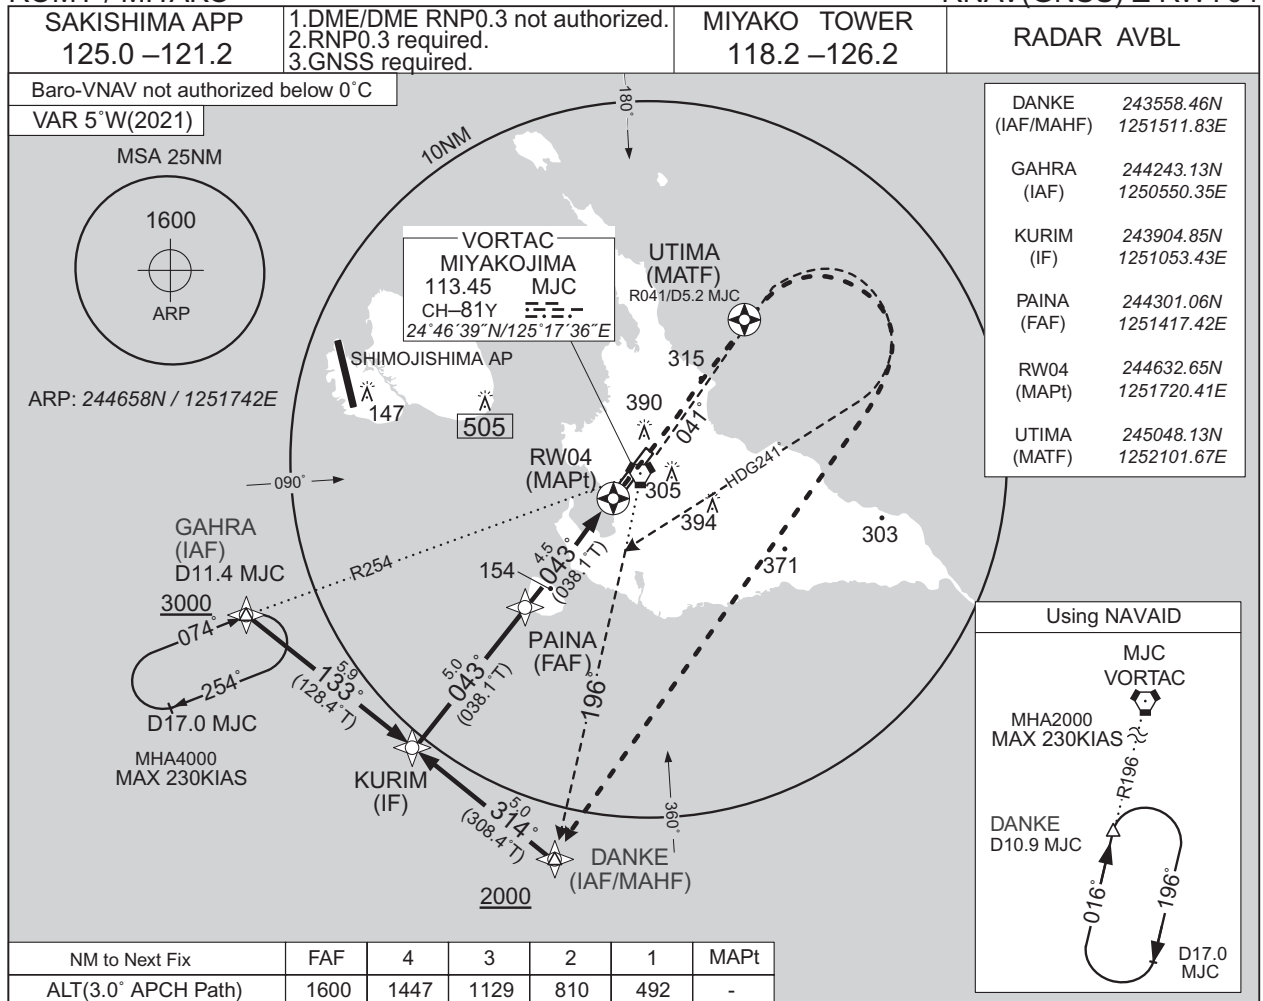 SAKISHIMA APP
125.0 –121.2
1.DME/DME RNP0.3 not authorized.
2.RNP0.3 required.
3.GNSS required.
MIYAKO TOWER
118.2 –126.2
RADAR AVBL
Baro-VNAV not authorized below 0˚C
VAR 5˚W(2021)
MSA 25NM
1600
ARP
ARP: 244658N / 1251742E
10NM
180˚
DANKE 243558.46N
(IAF/MAHF) 1251511.83E
GAHRA 244243.13N
(IAF) 1250550.35E
KURIM 243904.85N
(IF) 1251053.43E
PAINA 244301.06N
(FAF) 1251417.42E
RW04 244632.65N
(MAPt) 1251720.41E
UTIMA 245048.13N
(MATF) 1252101.67E
VORTAC
MIYAKOJIMA
113.45 MJC
CH–81Y
24˚46´39˝N/125˚17´36˝E
UTIMA
(MATF)
R041/D5.2 MJC
SHIMOJISHIMA AP
147
505
315
390
041˚
RW04
(MAPt)
305
HDG241˚
394
303
371
090˚
GAHRA
(IAF)
D11.4 MJC
3000
R254
074˚
254˚
D17.0 MJC
MHA4000
MAX 230KIAS
5.9
133˚
(128.4˚T)
154
4.5
043˚
(038.1˚T)
PAINA
(FAF)
5.0
043˚
(038.1˚T)
196˚
KURIM
(IF)
5.0
314˚
(308.4˚T)
360˚
DANKE
(IAF/MAHF)
2000
Using NAVAID
MJC
VORTAC
MHA2000
MAX 230KIAS
R196
DANKE
D10.9 MJC
016˚
196˚
D17.0
MJC
NM to Next Fix FAF 4 3 2 1 MAPt
ALT(3.0˚ APCH Path) 1600 1447 1129 810 492 -